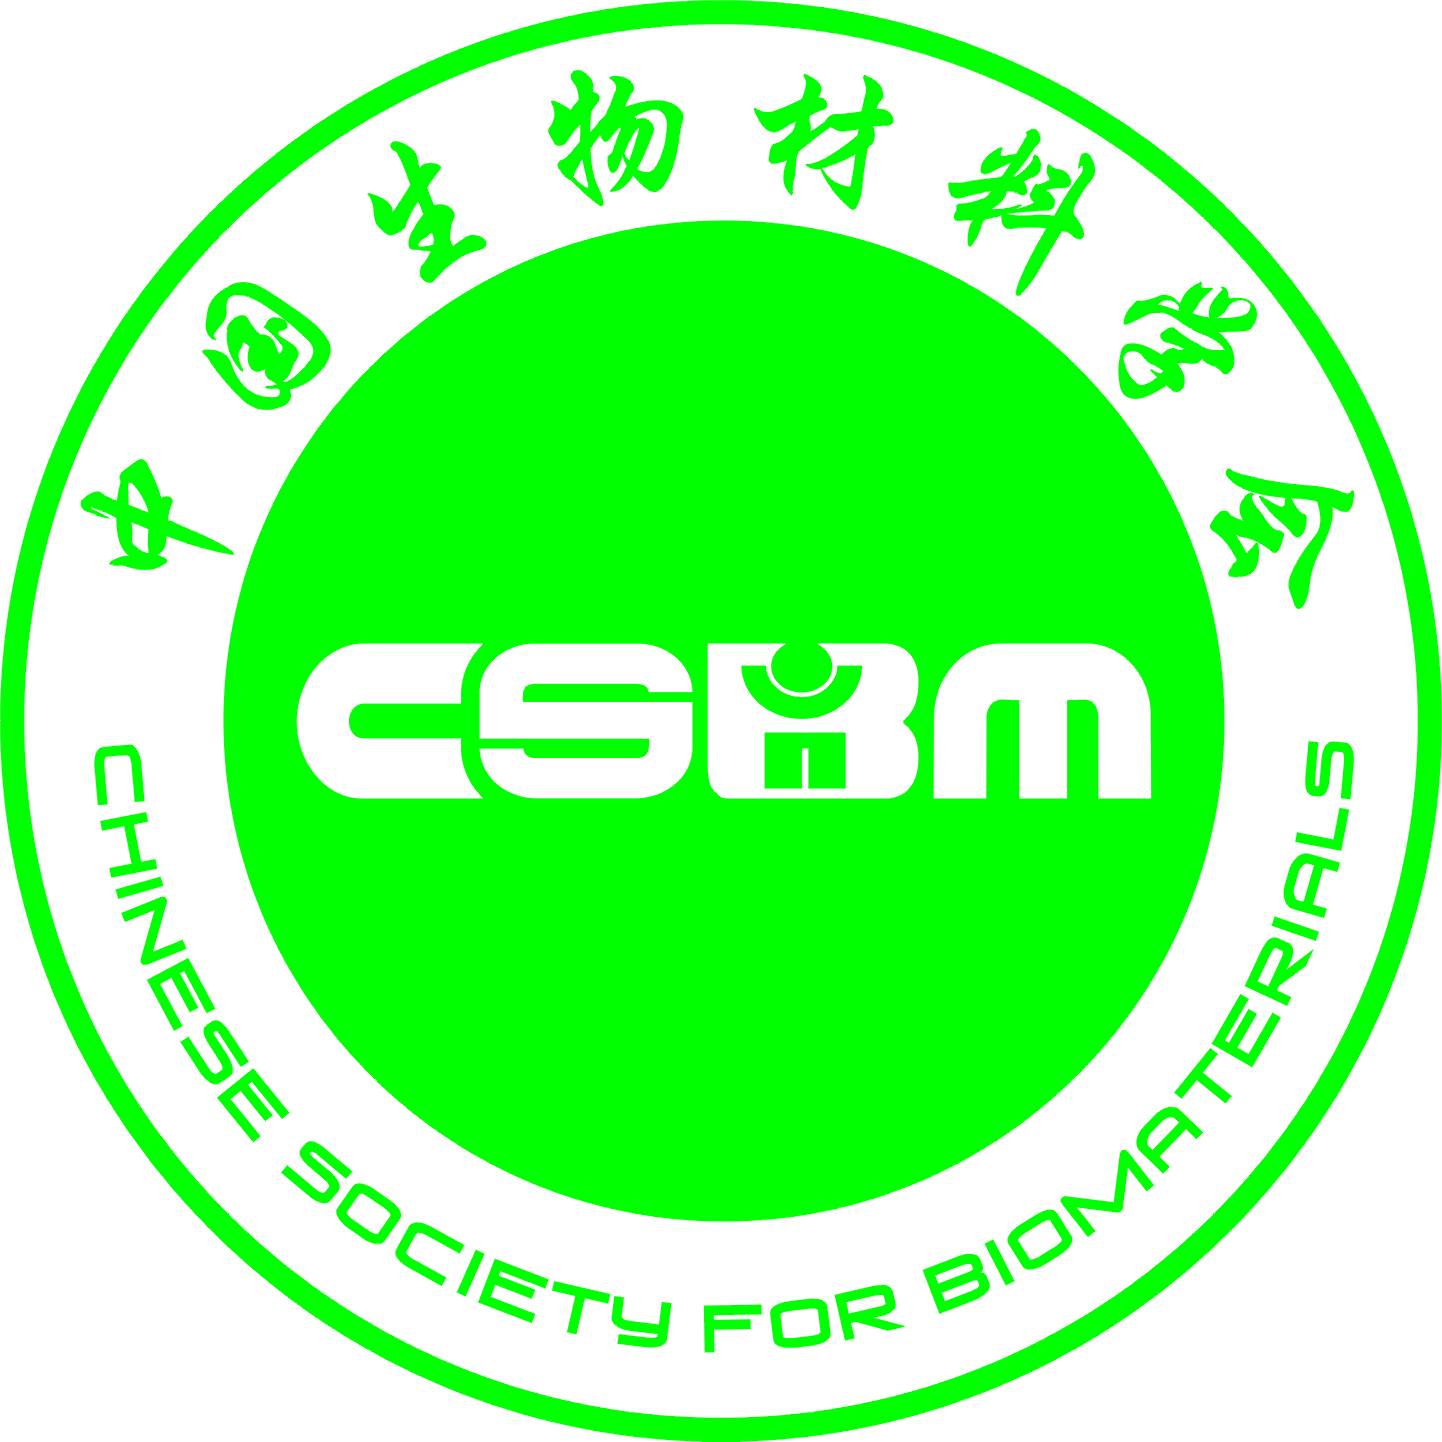 中国生物材料学会
CSBM
CHINESE SOCIETY FOR BIOMATERIALS